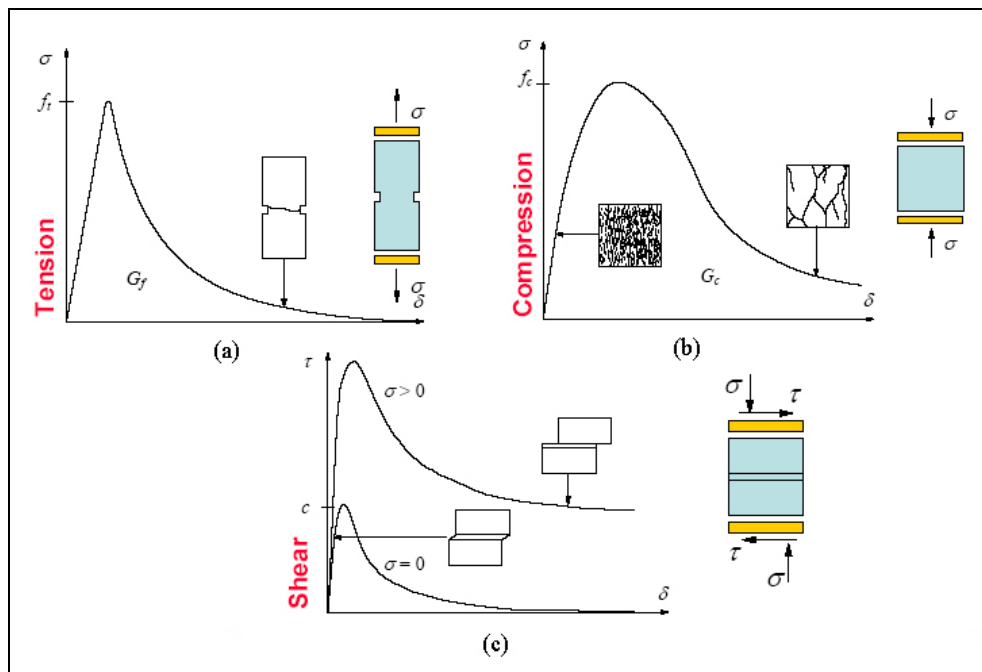 σ
f_t
Tension
G_f
σ
σ
δ
(a)
σ
f_c
Compression
G_c
σ
σ
δ
(b)
τ
σ > 0
c
Shear
σ = 0
δ
σ
τ
τ
σ
(c)